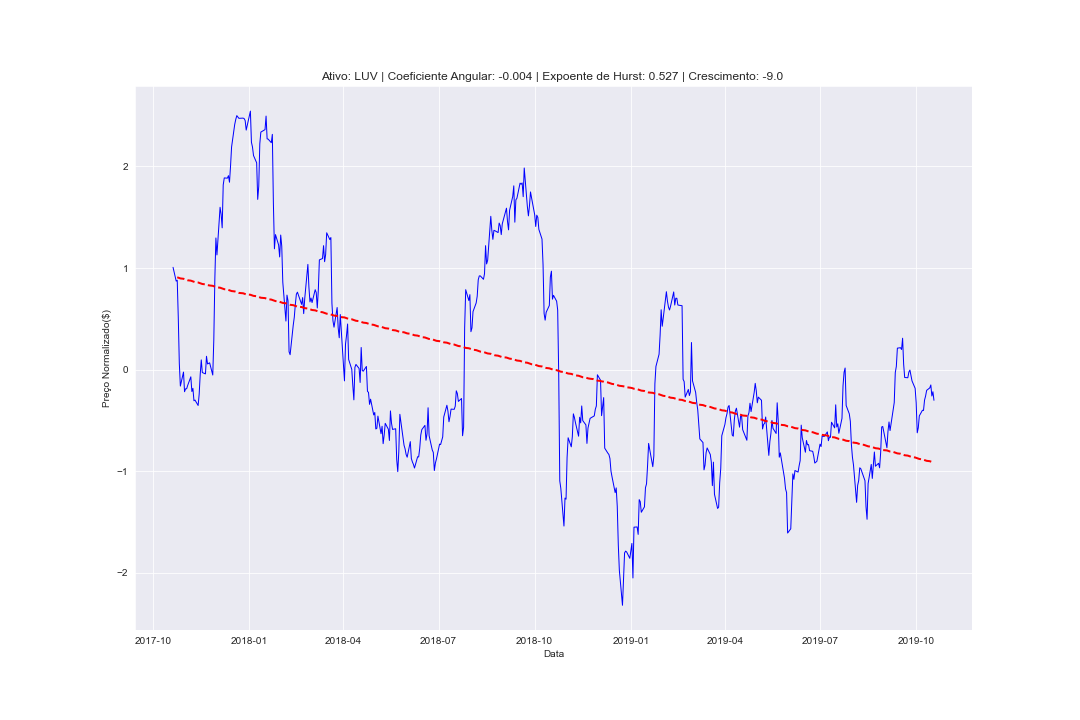 Ativo: LUV | Coeficiente Angular: -0.004 | Expoente de Hurst: 0.527 | Crescimento: -9.0
2
1
0
−1
−2
Preço Normalizado($)
2017-10 2018-01 2018-04 2018-07 2018-10 2019-01 2019-04 2019-07 2019-10
Data